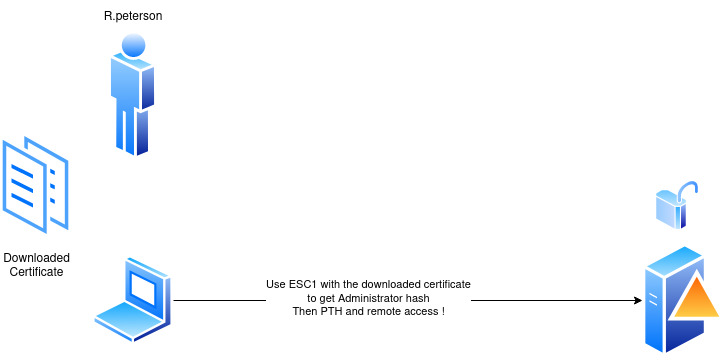 R.peterson
Downloaded
Certificate
Use ESC1 with the downloaded certificate
to get Administrator hash
Then PTH and remote access !